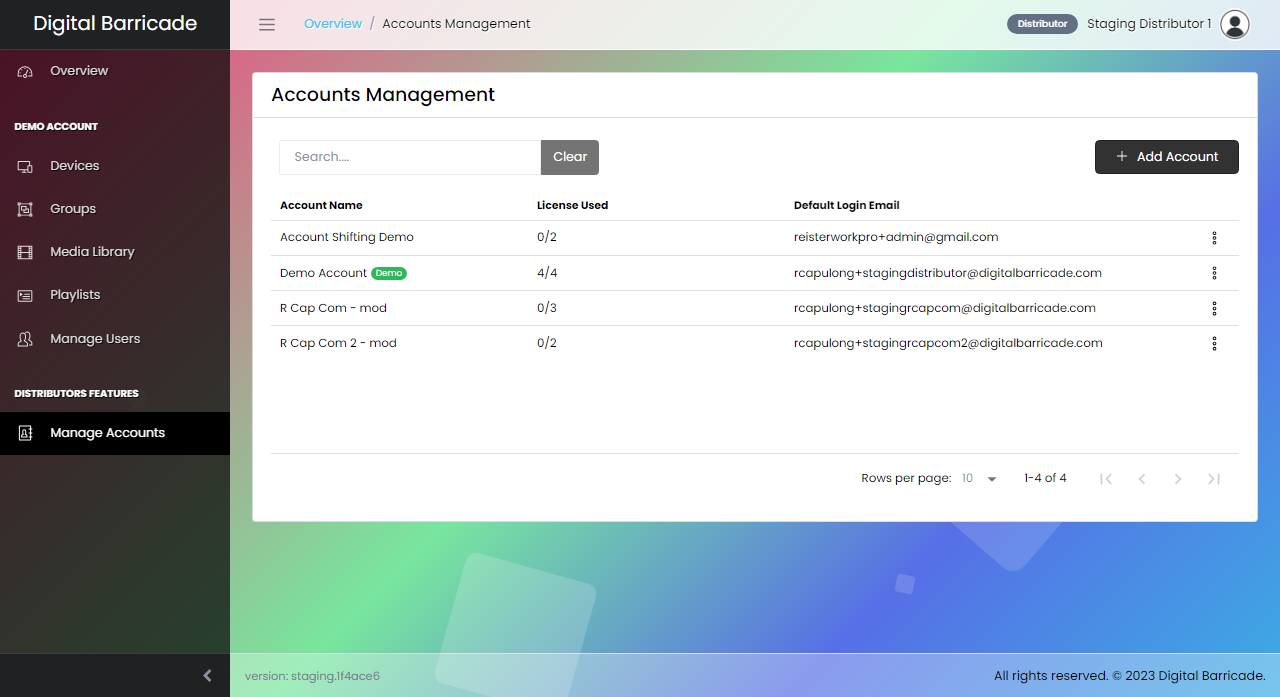 Digital Barricade
Overview / Accounts Management
Distributor Staging Distributor 1
Overview
DEMO ACCOUNT
Devices
Groups
Media Library
Playlists
Manage Users
DISTRIBUTORS FEATURES
Manage Accounts
Accounts Management
Search.... Clear + Add Account
Account Name License Used Default Login Email
Account Shifting Demo 0/2 reisterworkpro+admin@gmail.com
Demo Account Demo 4/4 rcapulong+stagingdistributor@digitalbarricade.com
R Cap Com - mod 0/3 rcapulong+stagingrcapcom@digitalbarricade.com
R Cap Com 2 - mod 0/2 rcapulong+stagingrcapcom2@digitalbarricade.com
Rows per page: 10 1-4 of 4
version: staging.1f4ace6
All rights reserved. © 2023 Digital Barricade.